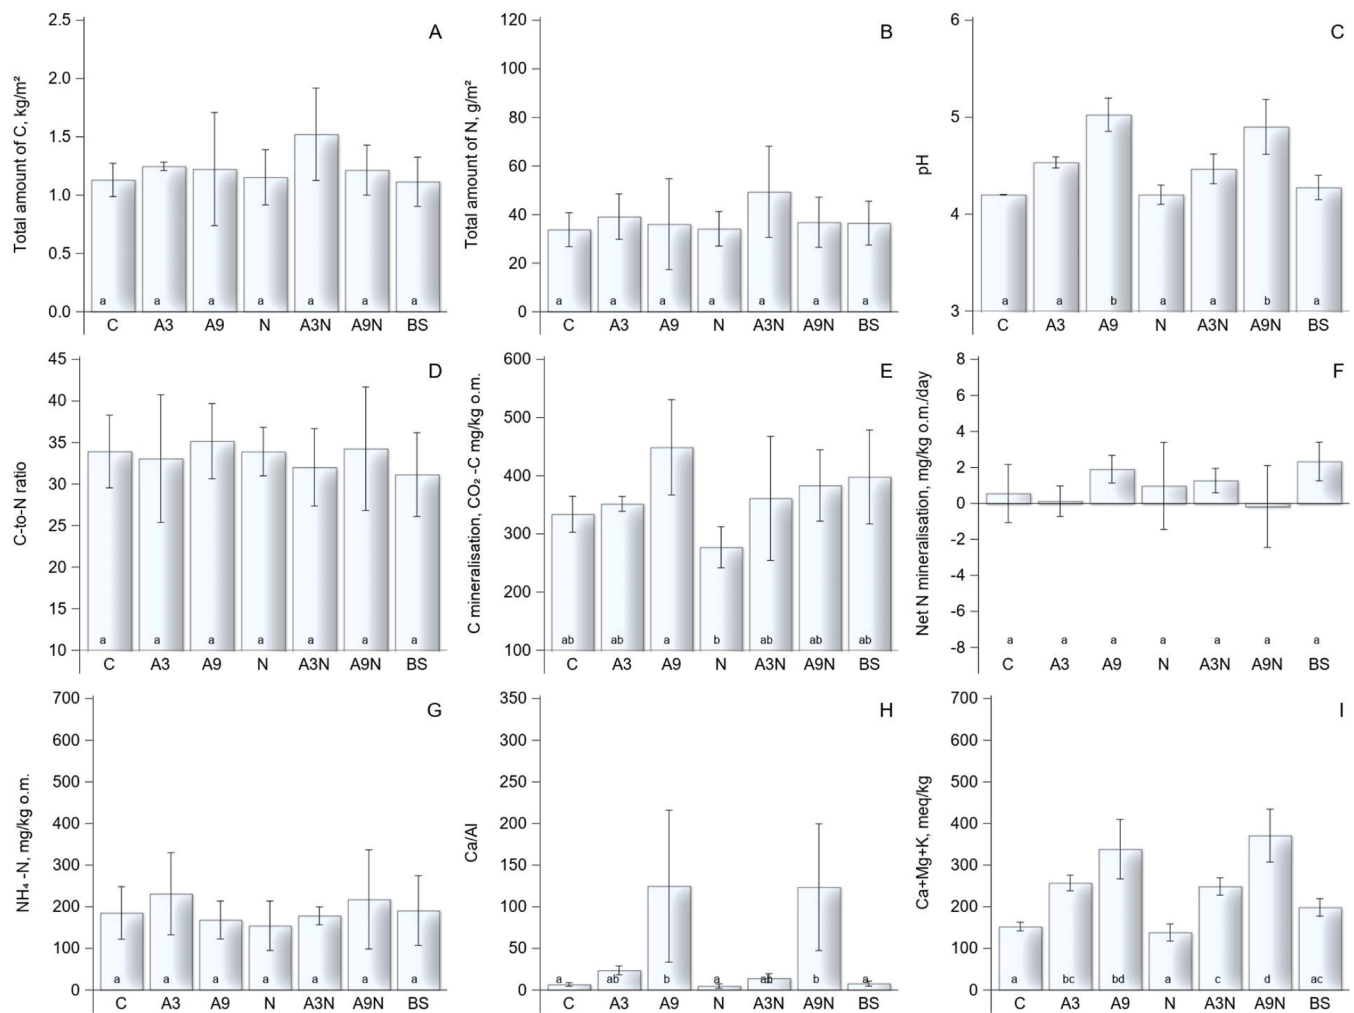 A
Total amount of C, kg/m²
2.5
2.0
1.5
1.0
0.5
0.0
a a a a a a a
C A3 A9 N A3N A9N BS
B
Total amount of N, g/m²
120
100
80
60
40
20
0
a a a a a a a
C A3 A9 N A3N A9N BS
C
pH
6
5
4
3
a a b a a b a
C A3 A9 N A3N A9N BS
D
C-to-N ratio
45
40
35
30
25
20
15
10
a a a a a a a
C A3 A9 N A3N A9N BS
E
C mineralisation, CO₂ -C mg/kg o.m.
600
500
400
300
200
100
ab ab a b ab ab ab
C A3 A9 N A3N A9N BS
F
Net N mineralisation, mg/kg o.m./day
8
6
4
2
0
-2
-4
-6
-8
a a a a a a a
C A3 A9 N A3N A9N BS
G
NH₄ -N, mg/kg o.m.
700
600
500
400
300
200
100
0
a a a a a a a
C A3 A9 N A3N A9N BS
H
Ca/Al
350
300
250
200
150
100
50
0
a ab b a ab b a
C A3 A9 N A3N A9N BS
I
Ca+Mg+K, meq/kg
700
600
500
400
300
200
100
0
a bc bd a c d ac
C A3 A9 N A3N A9N BS